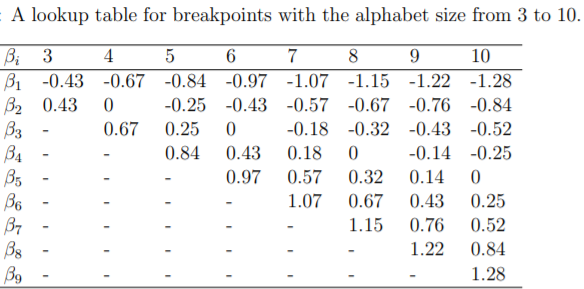 : A lookup table for breakpoints with the alphabet size from 3 to 10.
βi 3 4 5 6 7 8 9 10
β1 -0.43 -0.67 -0.84 -0.97 -1.07 -1.15 -1.22 -1.28
β2 0.43 0 -0.25 -0.43 -0.57 -0.67 -0.76 -0.84
β3 - 0.67 0.25 0 -0.18 -0.32 -0.43 -0.52
β4 - - 0.84 0.43 0.18 0 -0.14 -0.25
β5 - - - 0.97 0.57 0.32 0.14 0
β6 - - - - 1.07 0.67 0.43 0.25
β7 - - - - - 1.15 0.76 0.52
β8 - - - - - - 1.22 0.84
β9 - - - - - - - 1.28